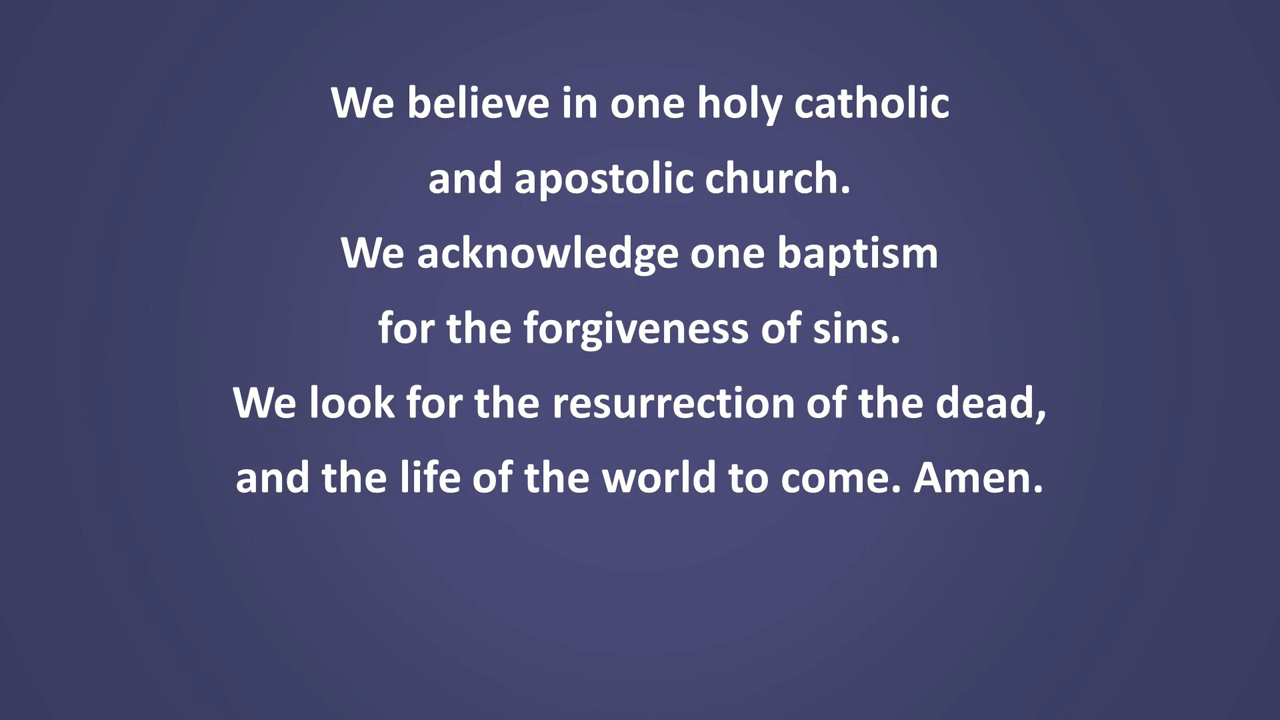 We believe in one holy catholic
and apostolic church.
We acknowledge one baptism
for the forgiveness of sins.
We look for the resurrection of the dead,
and the life of the world to come. Amen.